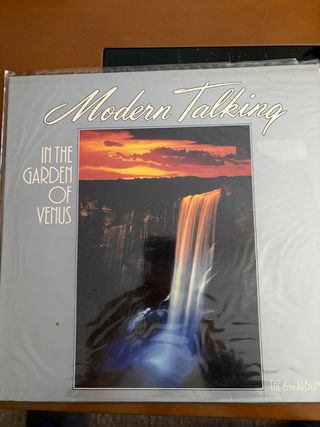 Modern Talking
IN THE
GARDEN
OF
VENUS
THE 6TH ALBUM